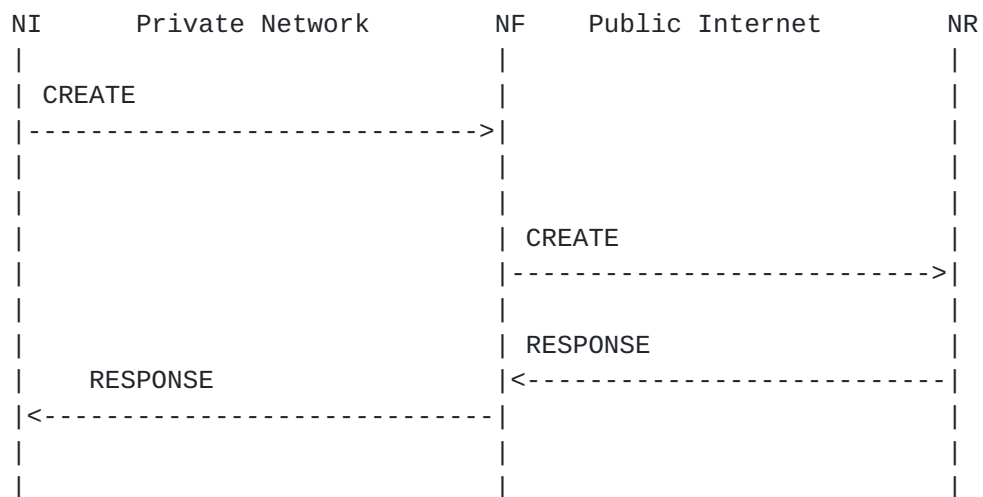 NI Private Network NF Public Internet NR
CREATE
CREATE
RESPONSE
RESPONSE